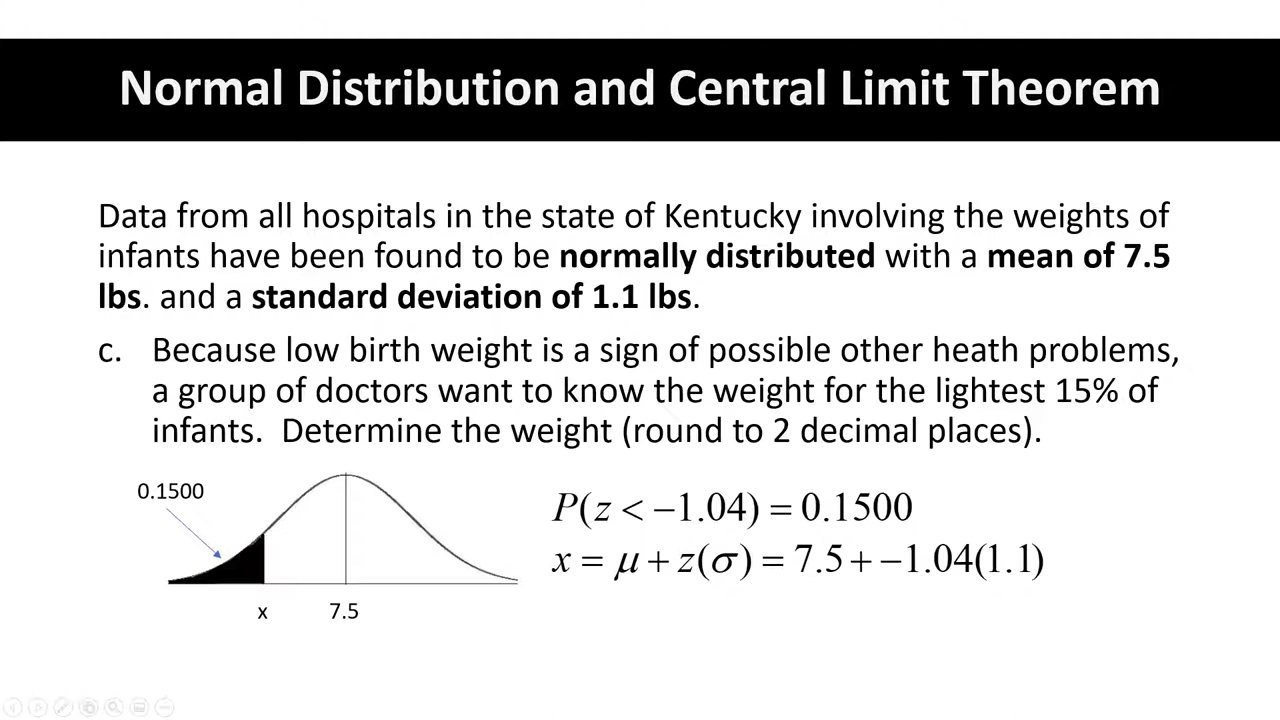 Normal Distribution and Central Limit Theorem
Data from all hospitals in the state of Kentucky involving the weights of
infants have been found to be normally distributed with a mean of 7.5
lbs. and a standard deviation of 1.1 lbs.
c. Because low birth weight is a sign of possible other heath problems,
a group of doctors want to know the weight for the lightest 15% of
infants. Determine the weight (round to 2 decimal places).
0.1500
x 7.5
P(z < −1.04) = 0.1500
x = μ + z(σ) = 7.5 + −1.04(1.1)